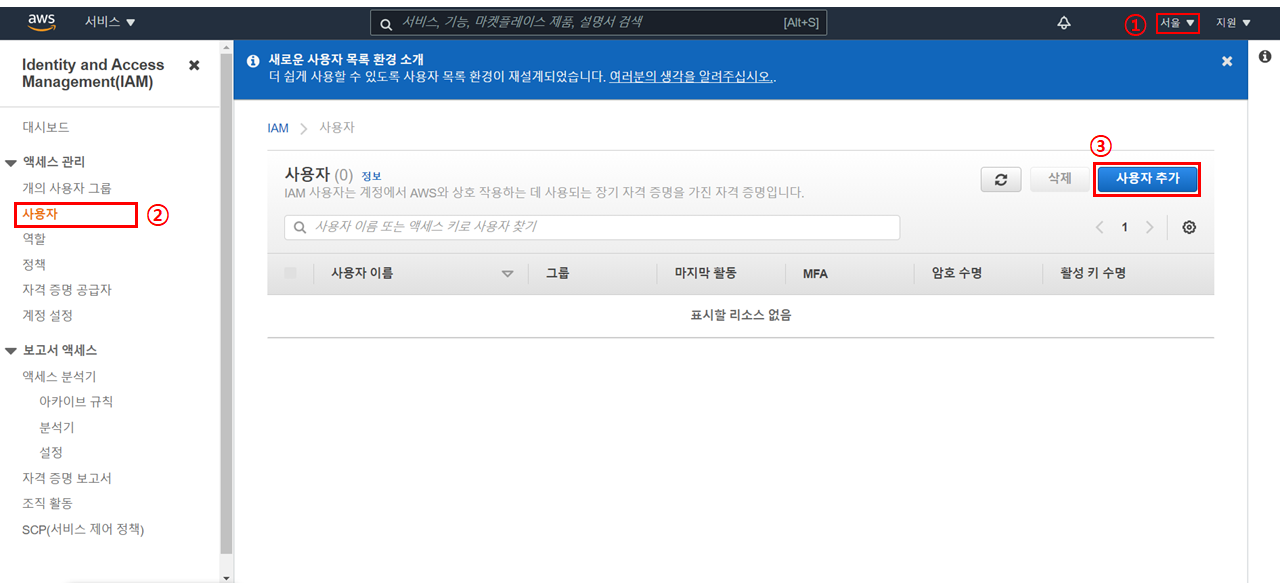 aws 서비스 ▼ 서비스, 기능, 마켓플레이스 제품, 설명서 검색 [Alt+S] ① 서울 ▼ 지원 ▼
Identity and Access
Management(IAM)
대시보드
액세스 관리
개의 사용자 그룹
사용자 ②
역할
정책
자격 증명 공급자
계정 설정
보고서 액세스
액세스 분석기
아카이브 규칙
분석기
설정
자격 증명 보고서
조직 활동
SCP(서비스 제어 정책)
새로운 사용자 목록 환경 소개
더 쉽게 사용할 수 있도록 사용자 목록 환경이 재설계되었습니다. 여러분의 생각을 알려주십시오..
IAM > 사용자
③
사용자 (0) 정보
IAM 사용자는 계정에서 AWS와 상호 작용하는 데 사용되는 장기 자격 증명을 가진 자격 증명입니다.
삭제 사용자 추가
사용자 이름 또는 액세스 키로 사용자 찾기
< 1 >
사용자 이름 그룹 마지막 활동 MFA 암호 수명 활성 키 수명
표시할 리소스 없음